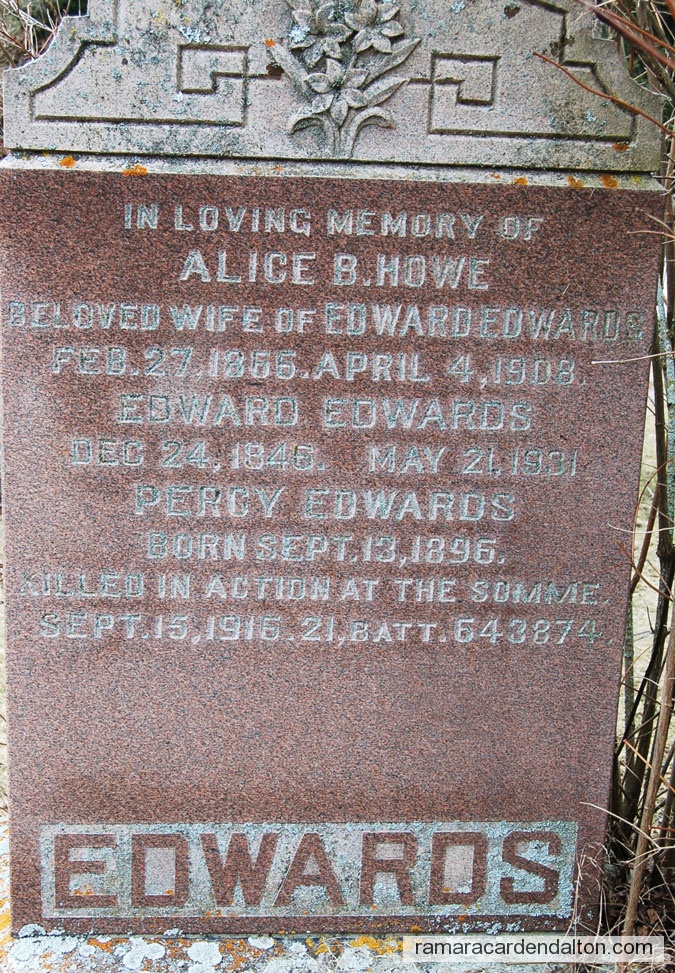 IN LOVING MEMORY OF
ALICE B. HOWE
BELOVED WIFE OF EDWARD EDWARDS
FEB. 27, 1855. APRIL 4, 1908.
EDWARD EDWARDS
DEC 24, 1846. MAY 21, 1931
PERCY EDWARDS
BORN SEPT. 13, 1896.
KILLED IN ACTION AT THE SOMME.
SEPT. 15, 1916. 21, BATT. 643874.
EDWARDS
ramaracardendalton.com